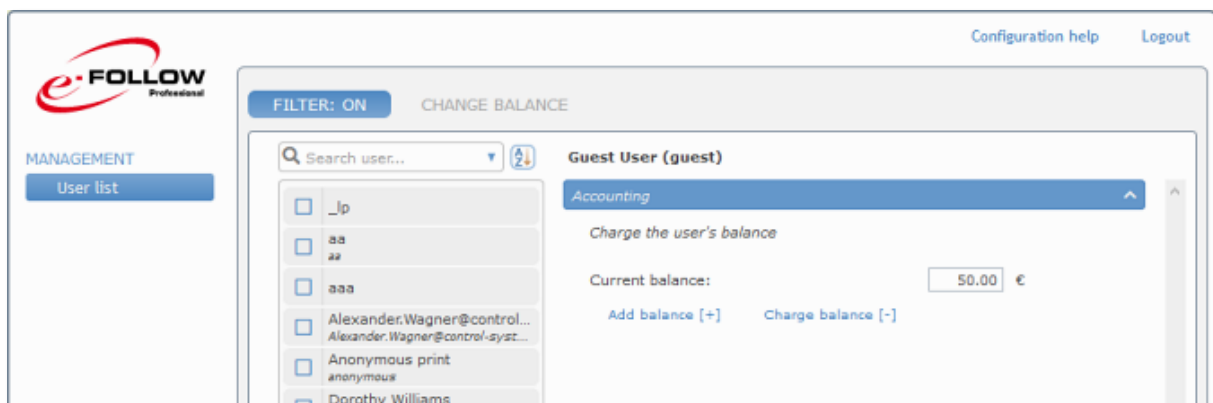 Configuration help Logout
e-FOLLOW
Professional
FILTER: ON CHANGE BALANCE
MANAGEMENT
User list
Search user...
Guest User (guest)
Accounting
Charge the user's balance
Current balance: 50.00 €
Add balance [+] Charge balance [-]
_lp
aa
aa
aaa
Alexander.Wagner@control...
Alexander.Wagner@control-syst...
Anonymous print
anonymous
Dorothy Williams